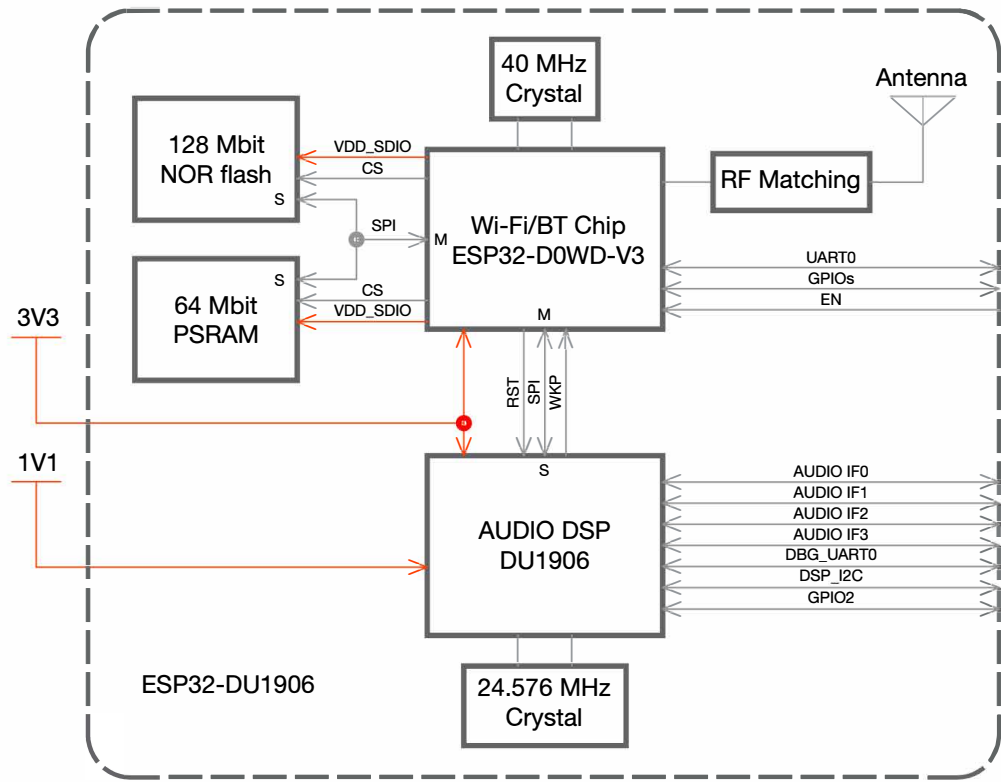 40 MHz
Crystal
Antenna
128 Mbit
NOR flash
S
VDD_SDIO
CS
SPI
M
Wi-Fi/BT Chip
ESP32-D0WD-V3
M
RF Matching
UART0
GPIOs
EN
S
64 Mbit
PSRAM
CS
VDD_SDIO
3V3
RST
SPI
WKP
1V1
S
AUDIO DSP
DU1906
AUDIO IF0
AUDIO IF1
AUDIO IF2
AUDIO IF3
DBG_UART0
DSP_I2C
GPIO2
ESP32-DU1906
24.576 MHz
Crystal